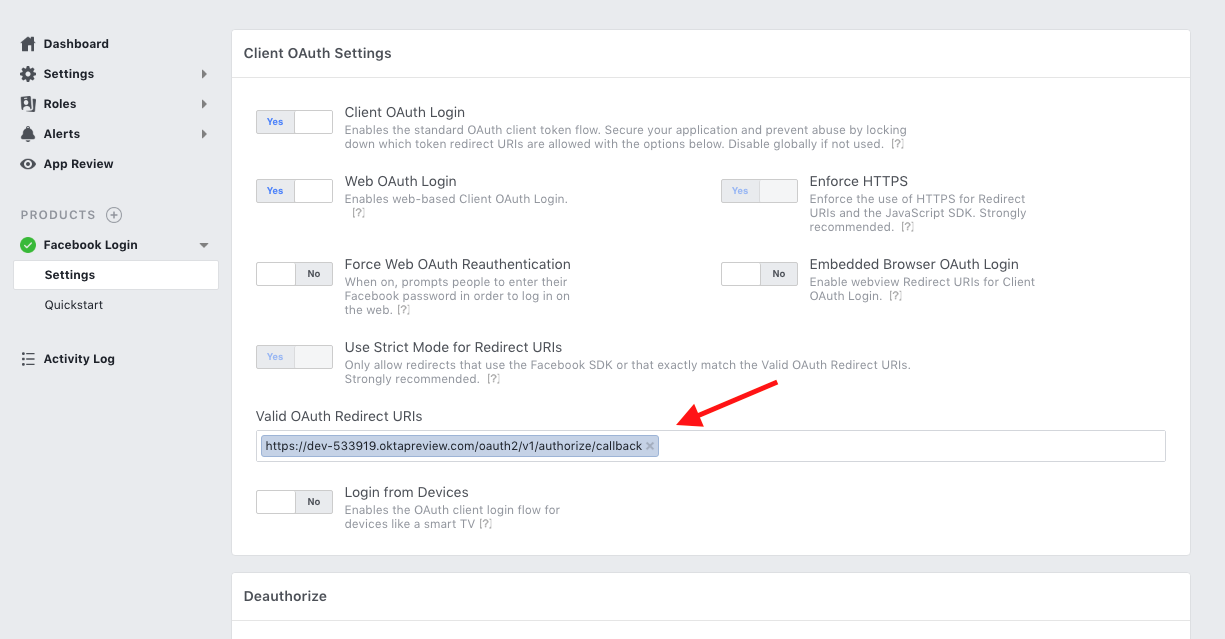 Dashboard
Settings
Roles
Alerts
App Review
PRODUCTS
Facebook Login
Settings
Quickstart
Activity Log
Client OAuth Settings
Yes
Client OAuth Login
Enables the standard OAuth client token flow. Secure your application and prevent abuse by locking
down which token redirect URIs are allowed with the options below. Disable globally if not used. [?]
Yes
Web OAuth Login
Enables web-based Client OAuth Login.
[?]
Yes
Enforce HTTPS
Enforce the use of HTTPS for Redirect
URIs and the JavaScript SDK. Strongly
recommended. [?]
No
Force Web OAuth Reauthentication
When on, prompts people to enter their
Facebook password in order to log in on
the web. [?]
No
Embedded Browser OAuth Login
Enable webview Redirect URIs for Client
OAuth Login. [?]
Yes
Use Strict Mode for Redirect URIs
Only allow redirects that use the Facebook SDK or that exactly match the Valid OAuth Redirect URIs.
Strongly recommended. [?]
Valid OAuth Redirect URIs
https://dev-533919.oktapreview.com/oauth2/v1/authorize/callback
No
Login from Devices
Enables the OAuth client login flow for
devices like a smart TV [?]
Deauthorize